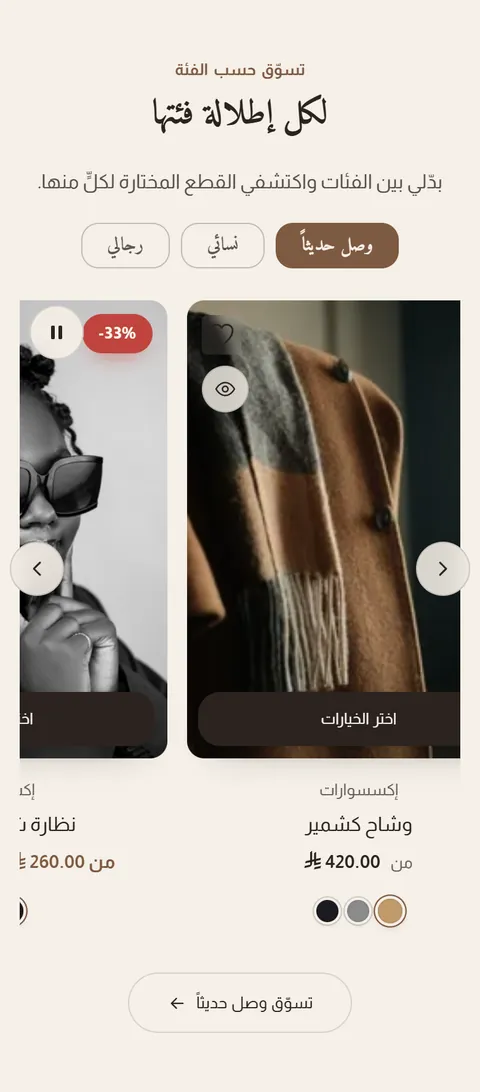 تسوّق حسب الفئة
لكل إطلالة فئتها
بدّلي بين الفئات واكتشفي القطع المختارة لكلٍّ منها.
وصل حديثاً
نسائي
رجالي
-33%
اختر الخيارات
إكسسوارات
وشاح كشمير
من 420.00
نظارة
من 260.00
تسوّق وصل حديثاً ←